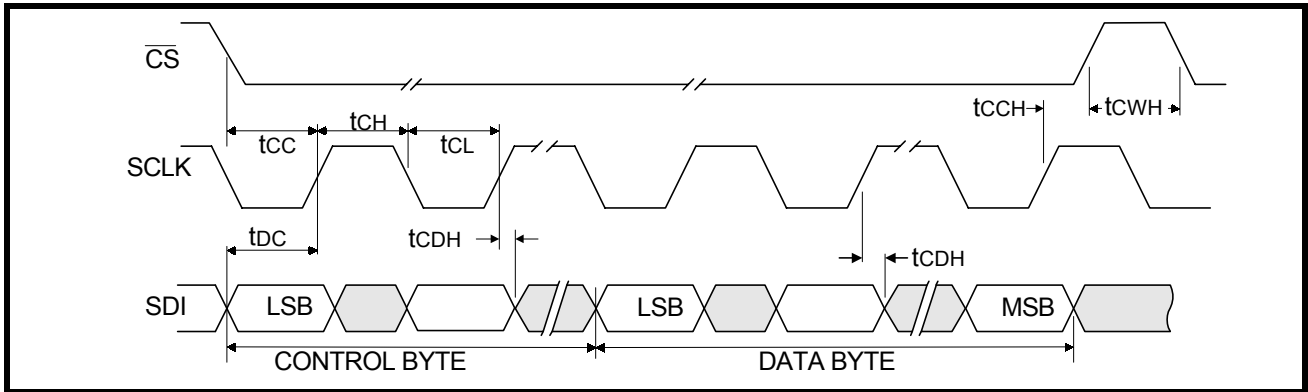 CS
tCCH
tCWH
tCC
tCH
tCL
SCLK
tDC
tCDH
tCDH
SDI
LSB
LSB
MSB
CONTROL BYTE
DATA BYTE